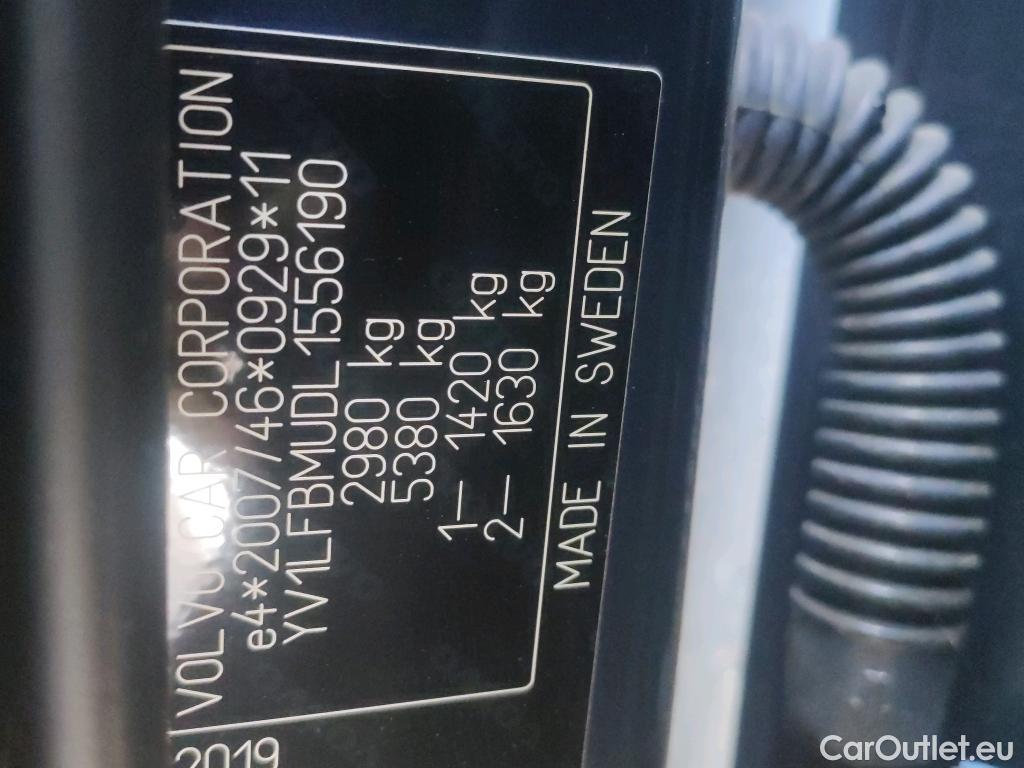 2019
VOLVO CAR CORPORATION
e4*2007/46*0929*11
YV1LFBMUDL1556190
2980 kg
5380 kg
1– 1420 kg
2– 1630 kg
MADE IN SWEDEN
CarOutlet.eu